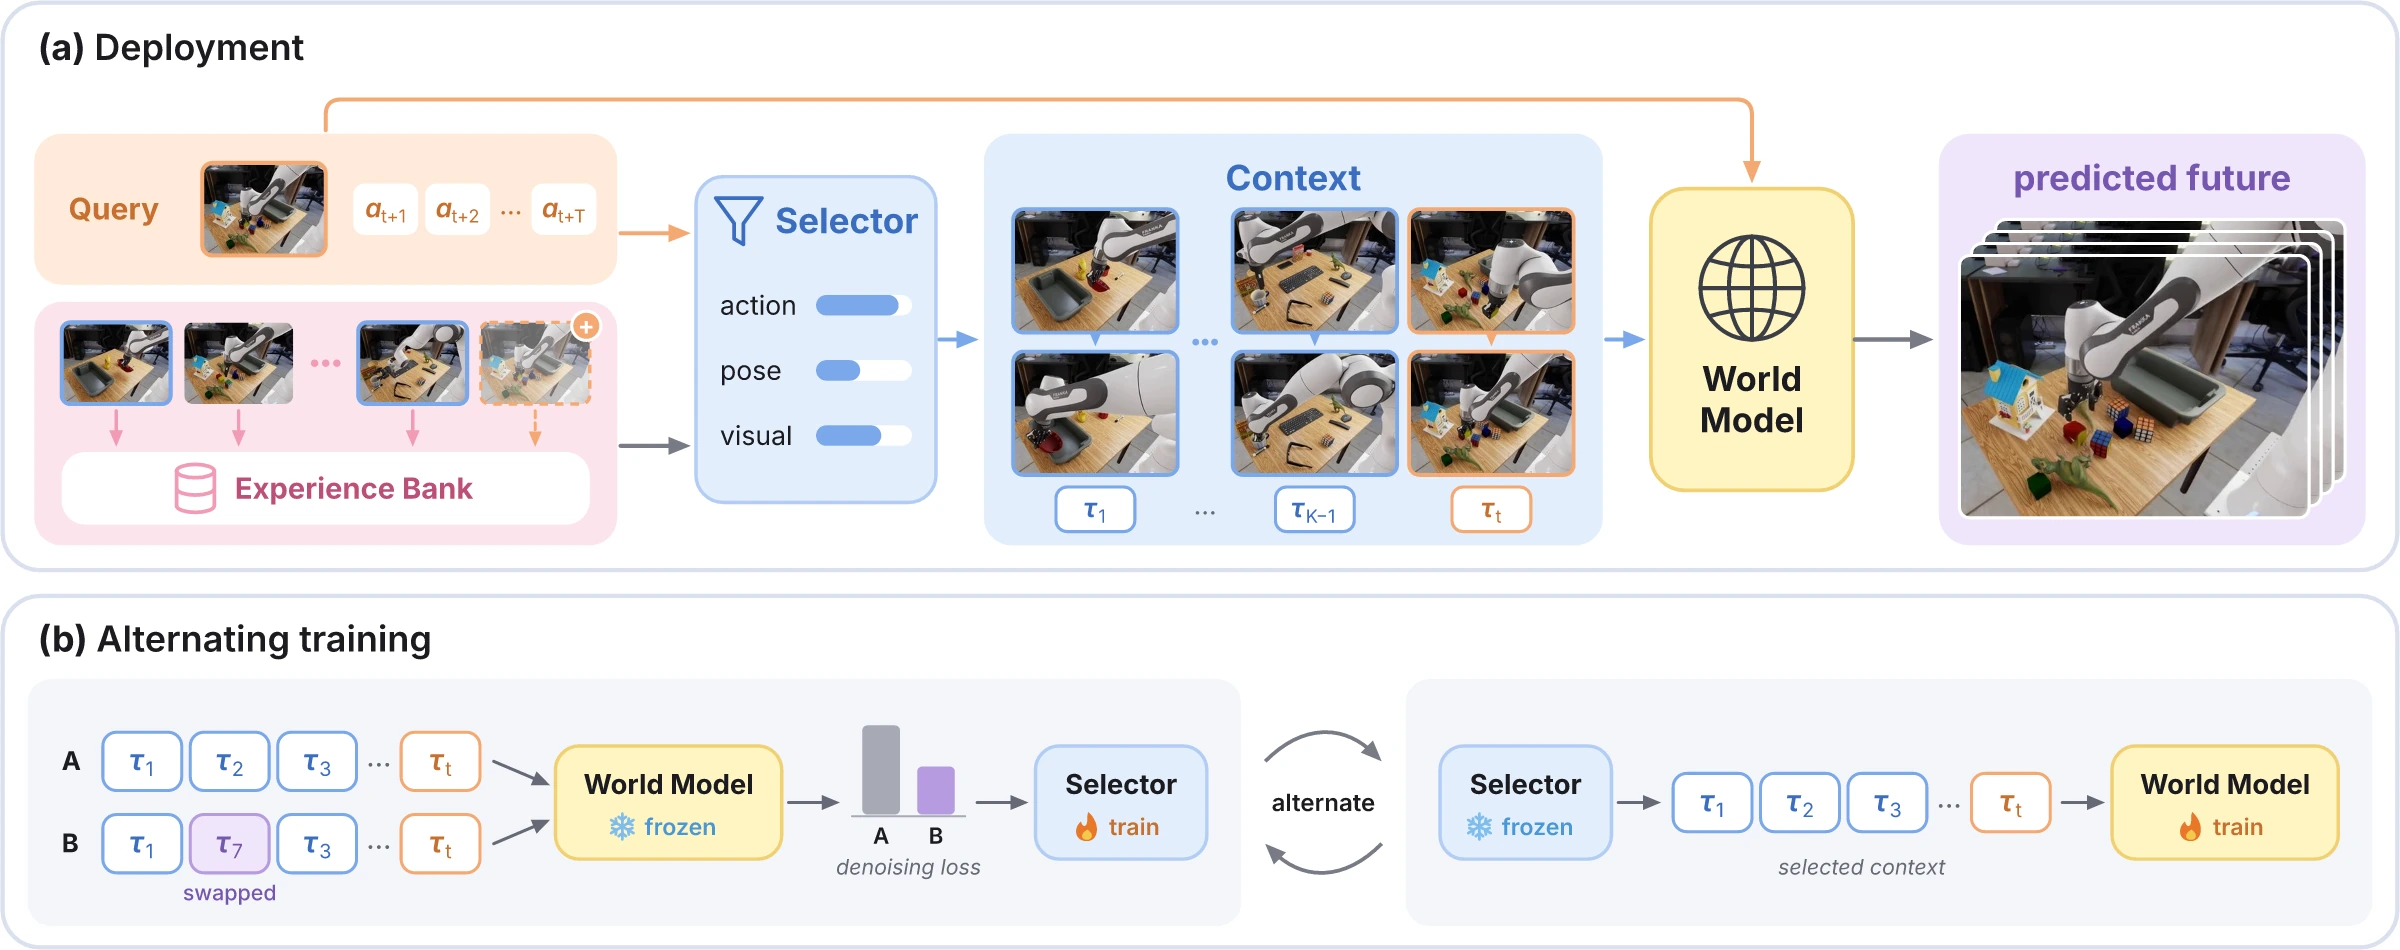 (a) Deployment
Query
a_{t+1} a_{t+2} ... a_{t+T}
+
Experience Bank
Selector
action
pose
visual
Context
τ_1 ... τ_{K−1} τ_t
World
Model
predicted future
FRANKA
(b) Alternating training
A τ_1 τ_2 τ_3 ... τ_t
B τ_1 τ_7 τ_3 ... τ_t
swapped
World Model
frozen
A B
denoising loss
Selector
train
alternate
Selector
frozen
τ_1 τ_2 τ_3 ... τ_t
selected context
World Model
train